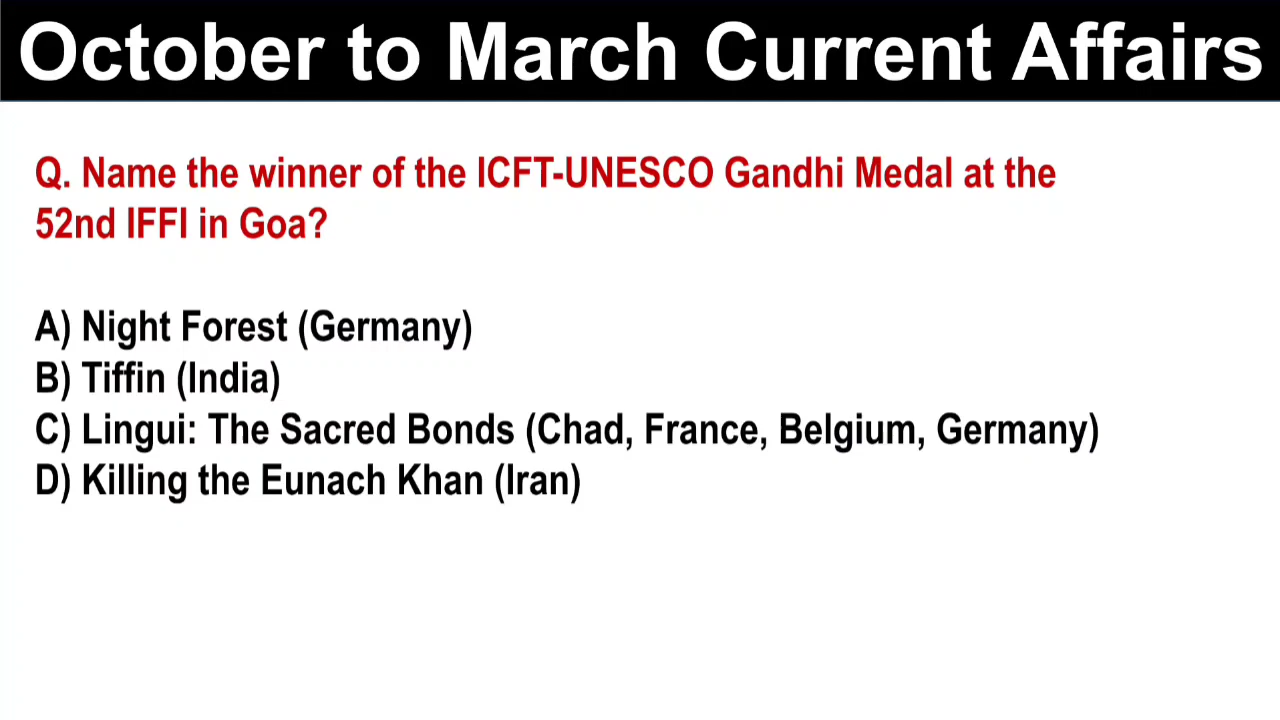 October to March Current Affairs
Q. Name the winner of the ICFT-UNESCO Gandhi Medal at the
52nd IFFI in Goa?
A) Night Forest (Germany)
B) Tiffin (India)
C) Lingui: The Sacred Bonds (Chad, France, Belgium, Germany)
D) Killing the Eunach Khan (Iran)